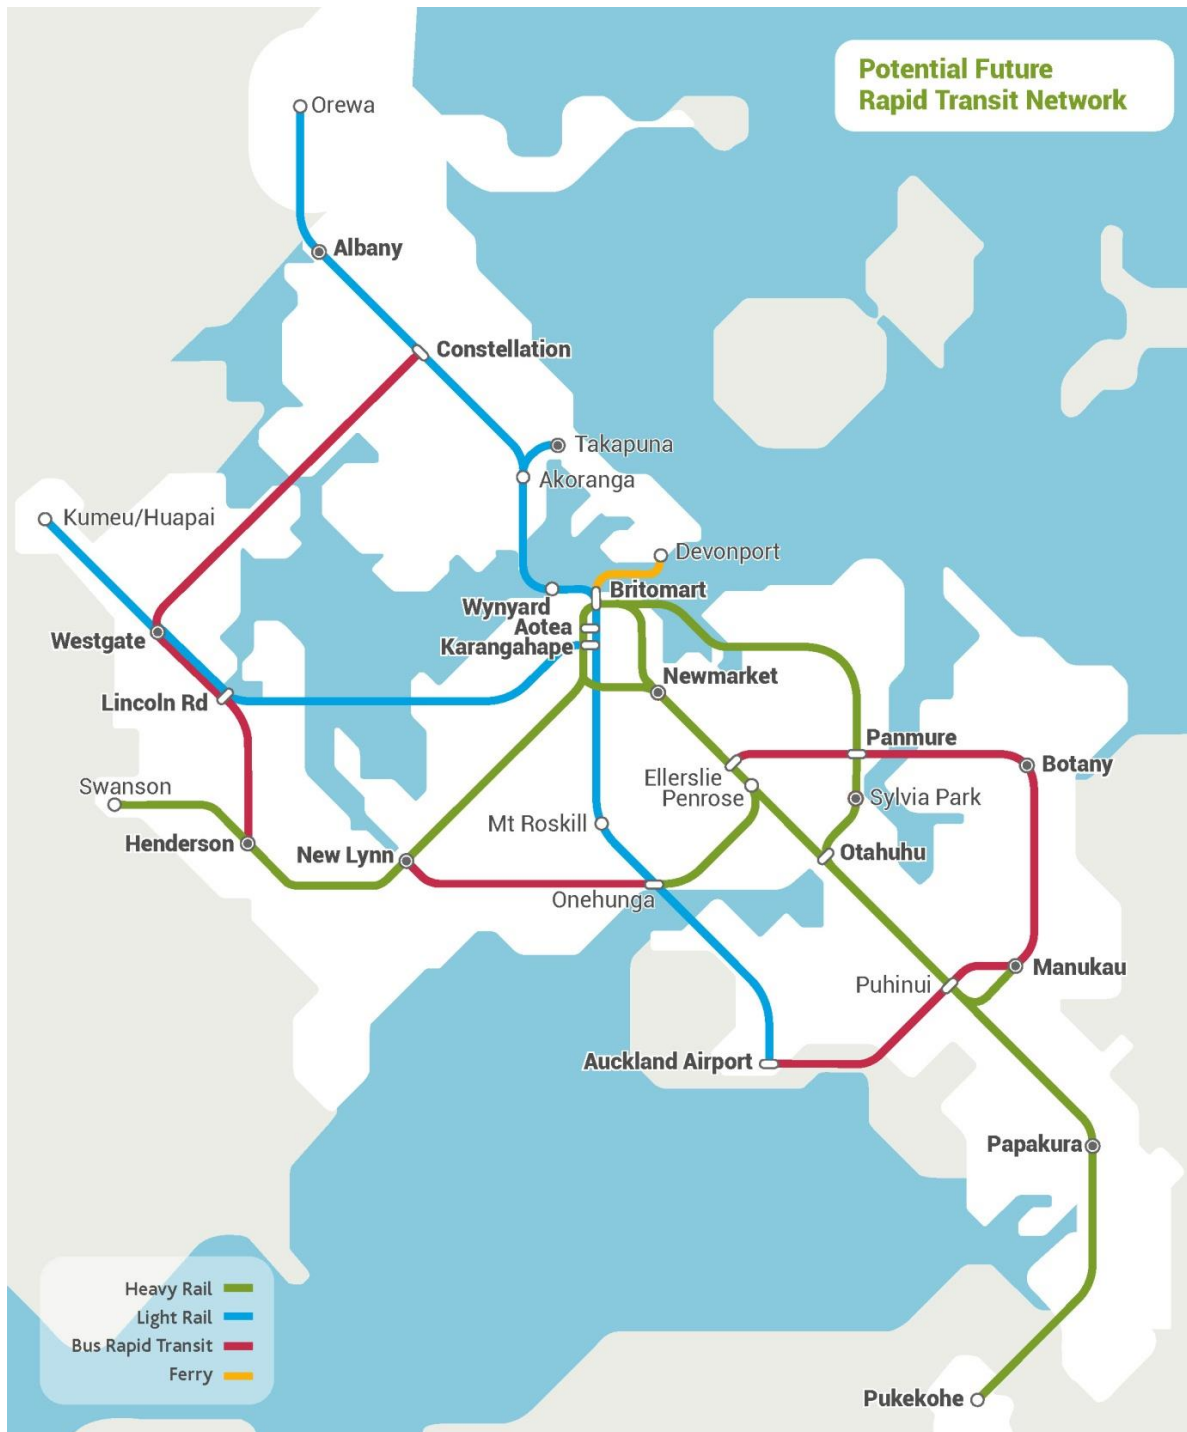 Potential Future
Rapid Transit Network
Orewa
Albany
Constellation
Takapuna
Akoranga
Kumeu/Huapai
Devonport
Britomart
Wynyard
Aotea
Karangahape
Westgate
Newmarket
Lincoln Rd
Panmure
Botany
Ellerslie
Penrose
Swanson
Sylvia Park
Mt Roskill
Henderson
New Lynn
Otahuhu
Onehunga
Manukau
Puhinui
Auckland Airport
Papakura
Heavy Rail
Light Rail
Bus Rapid Transit
Ferry
Pukekohe